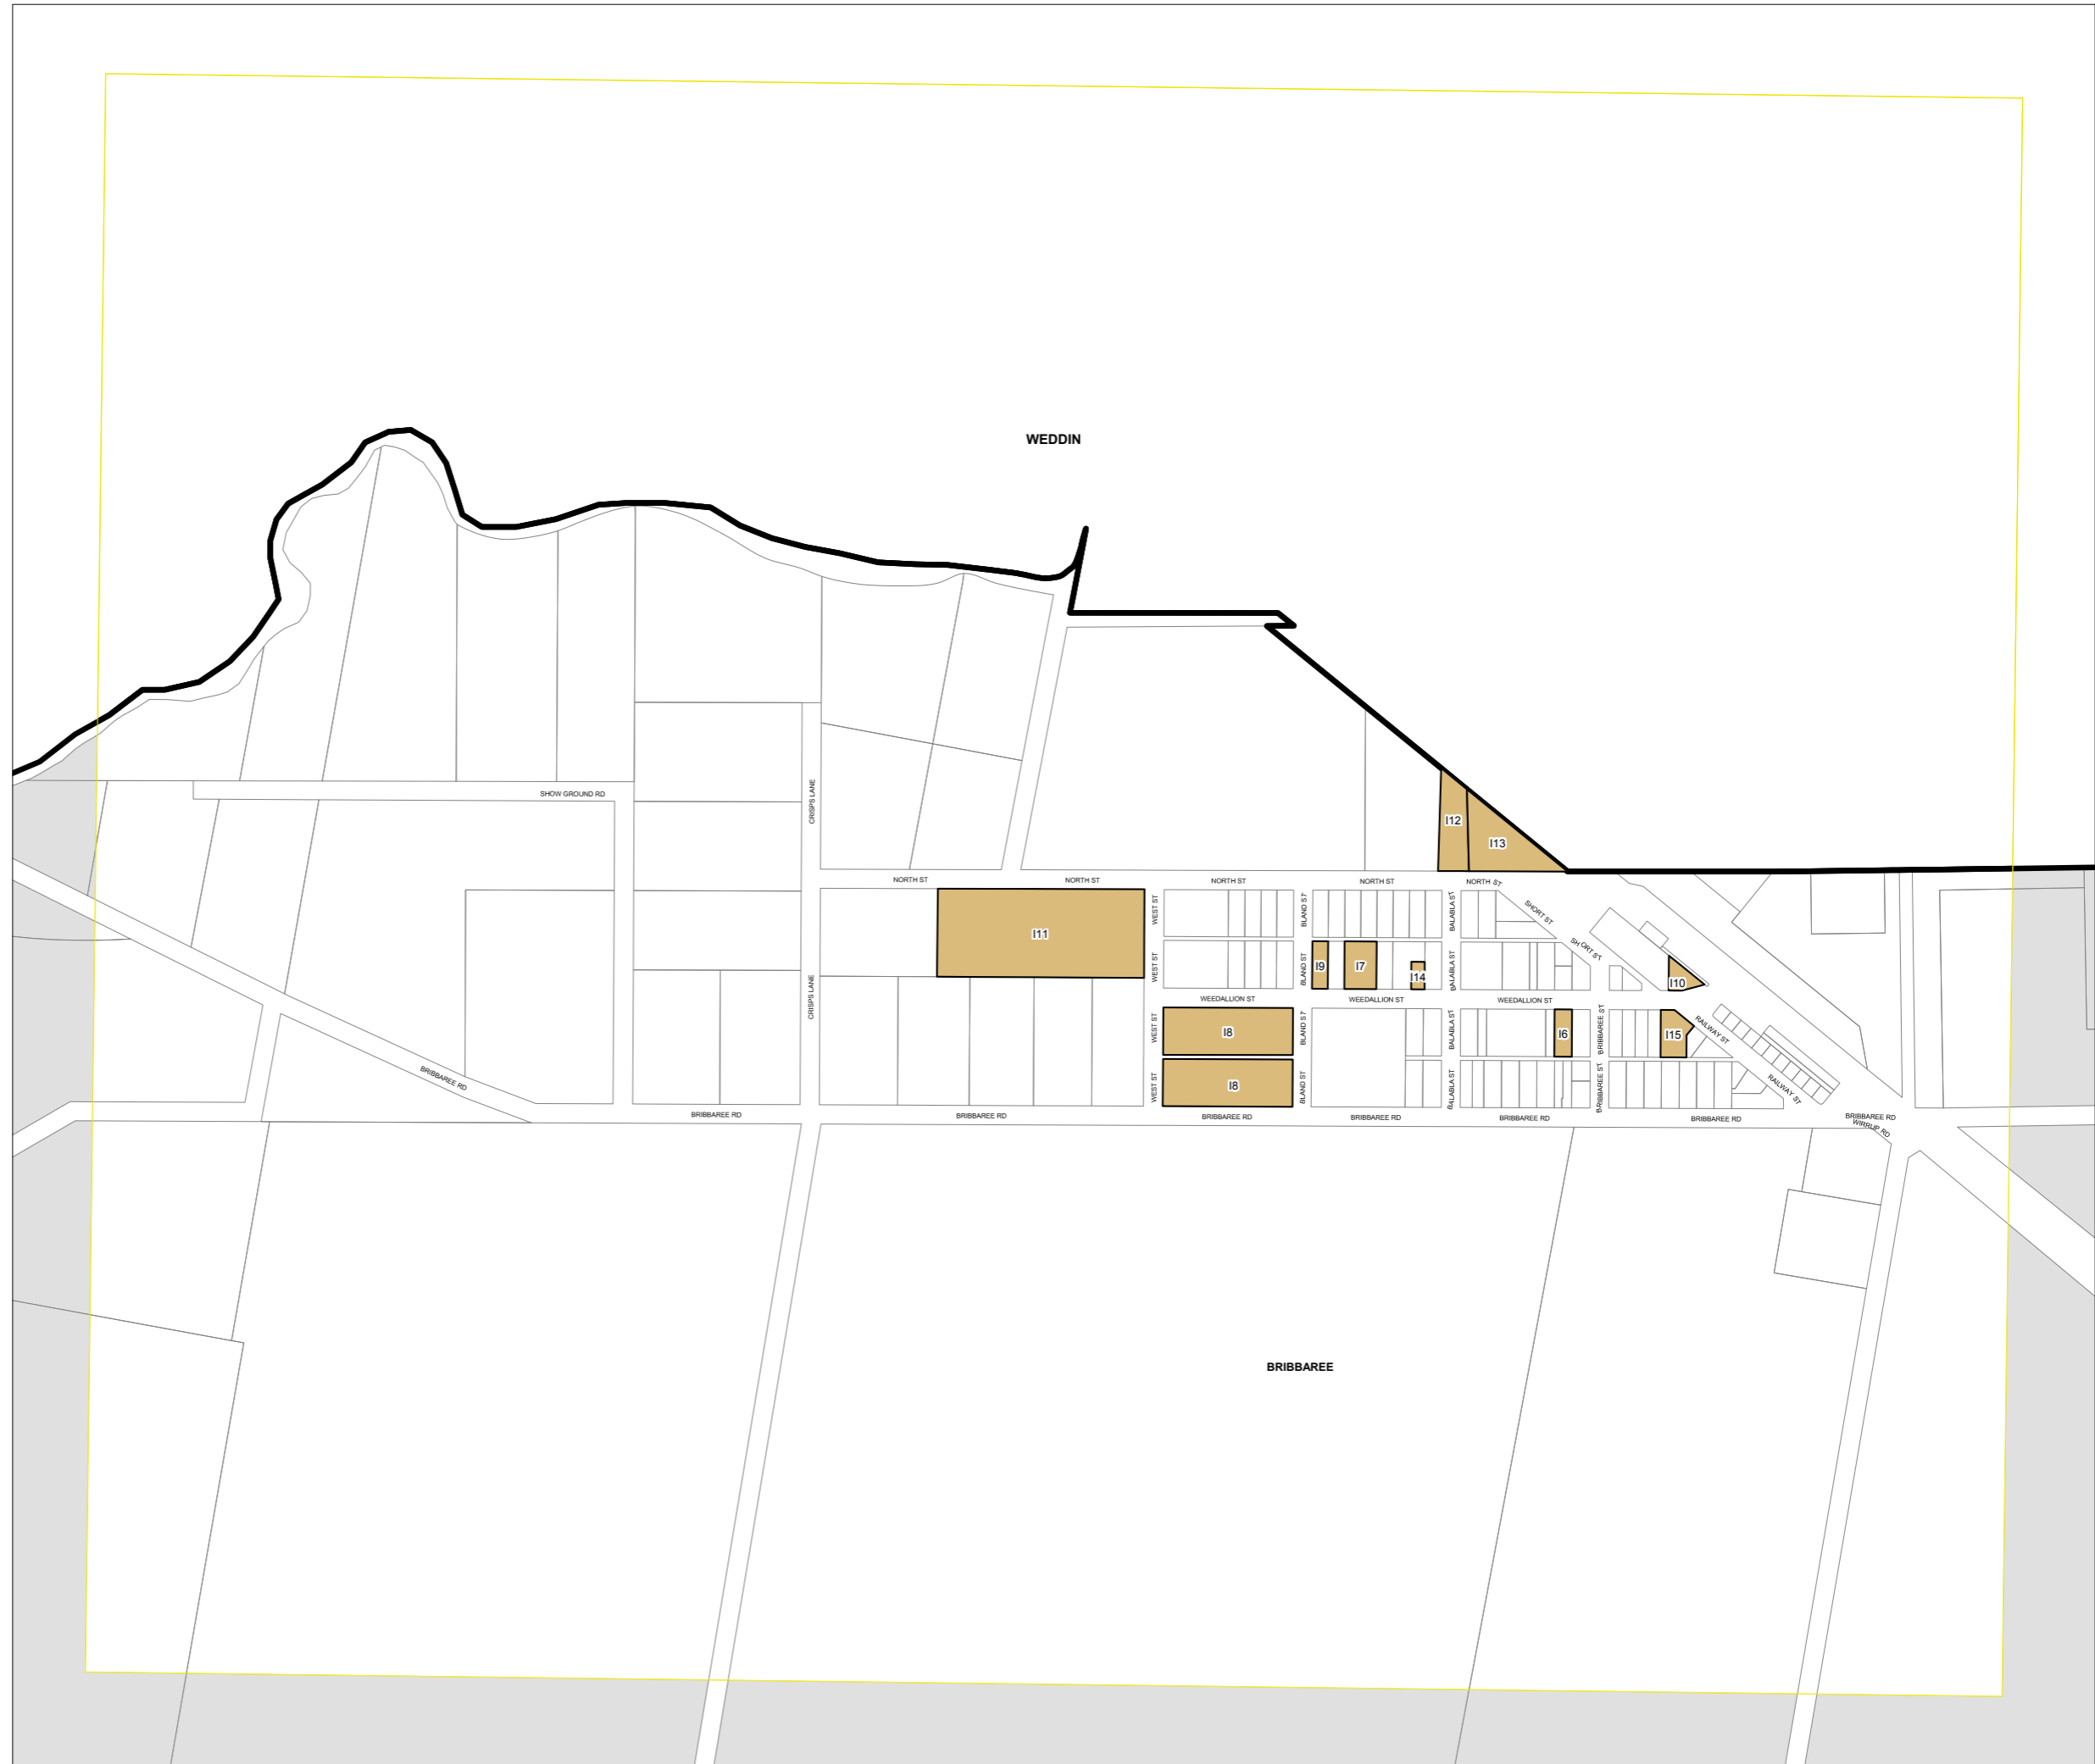 WEDDIN
SHOW GROUND RD
CRISPS LANE
I12
I13
NORTH ST
NORTH ST
NORTH ST
NORTH ST
NORTH ST
WEST ST
BLAND ST
BALABLA ST
SHORT ST
I11
SHORT ST
WEST ST
BLAND ST
I9
I7
I14
BALABLA ST
I10
CRISPS LANE
WEEDALLION ST
WEEDALLION ST
WEEDALLION ST
WEST ST
I8
BLAND ST
BALABLA ST
I6
BRIBBAREE ST
I15
RAILWAY ST
BRIBBAREE RD
WEST ST
I8
BLAND ST
BALABLA ST
BRIBBAREE ST
RAILWAY ST
BRIBBAREE RD
BRIBBAREE RD
BRIBBAREE RD
BRIBBAREE RD
BRIBBAREE RD
BRIBBAREE RD
BRIBBAREE RD
WIRRUP RD
BRIBBAREE